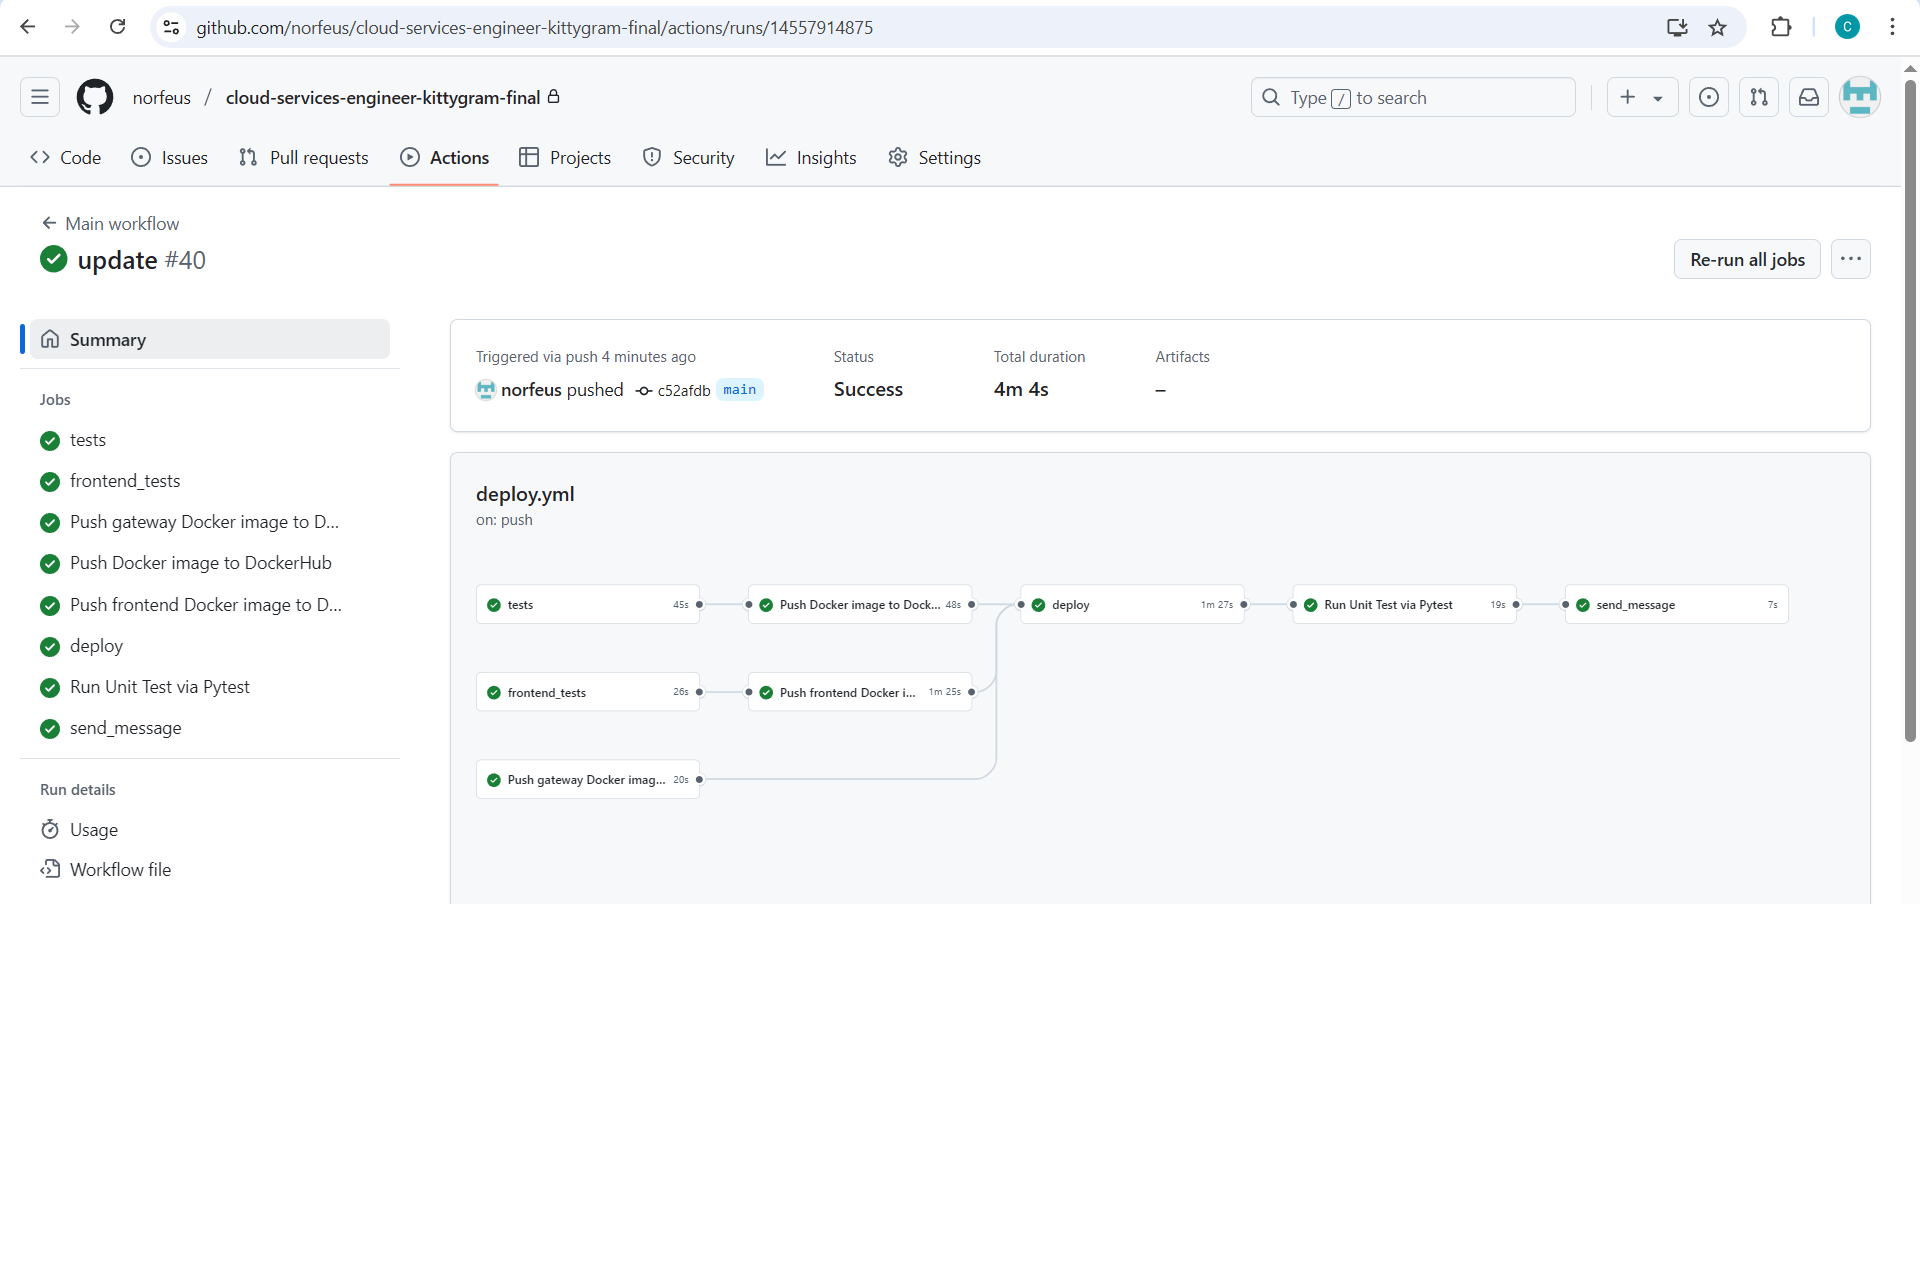 github.com/norfeus/cloud-services-engineer-kittygram-final/actions/runs/14557914875
C
norfeus / cloud-services-engineer-kittygram-final
Type / to search
Code Issues Pull requests Actions Projects Security Insights Settings
Main workflow
update #40
Re-run all jobs
Summary
Jobs
tests
frontend_tests
Push gateway Docker image to D...
Push Docker image to DockerHub
Push frontend Docker image to D...
deploy
Run Unit Test via Pytest
send_message
Run details
Usage
Workflow file
Triggered via push 4 minutes ago
norfeus pushed c52afdb main
Status
Success
Total duration
4m 4s
Artifacts
–
deploy.yml
on: push
tests 45s
Push Docker image to Dock... 48s
deploy 1m 27s
Run Unit Test via Pytest 19s
send_message 7s
frontend_tests 26s
Push frontend Docker i... 1m 25s
Push gateway Docker imag... 20s